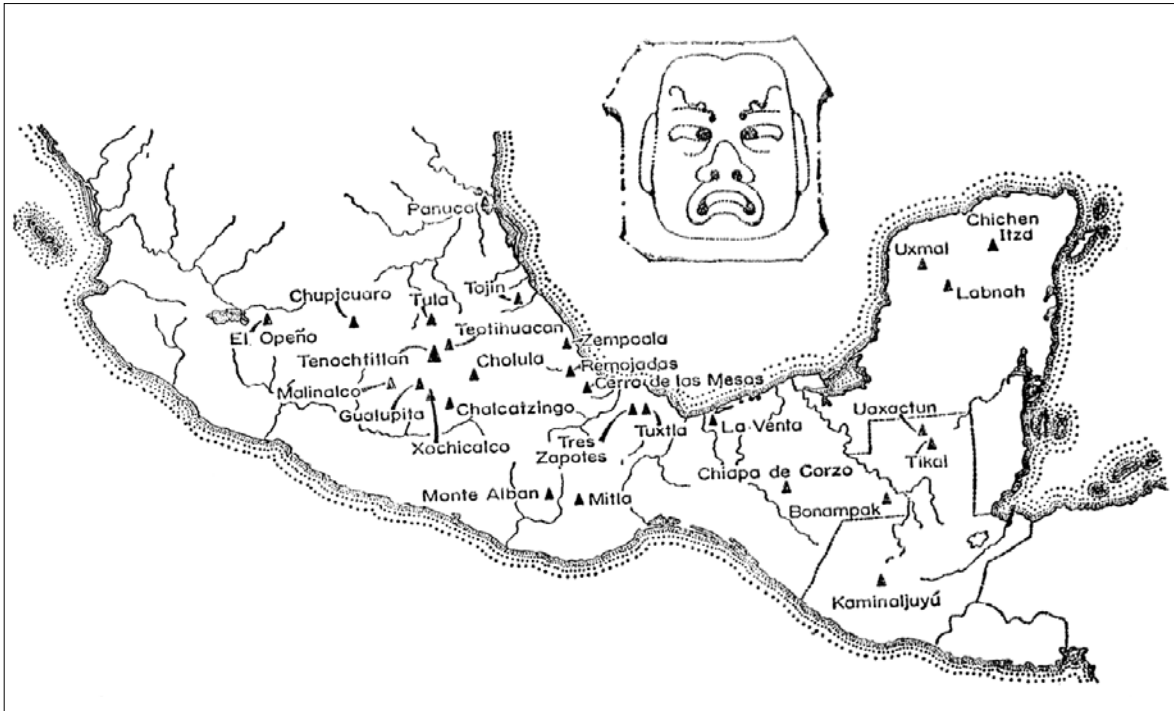 Panuco
Chichen
Itzd
Uxmal
Labnah
Tojin
Chupicuaro
Tula
El Opeño
Teotihuacan
Zempoala
Tenochtitlan
Cholula
Remojadas
Malinalco
Cerro de las Mesas
Gualupita
Chalcatzingo
Xochicalco
Tres
Zapotes
Tuxtla
La Venta
Uaxactun
Tikal
Chiapa de Corzo
Monte Alban
Mitla
Bonampak
Kaminaljuyú